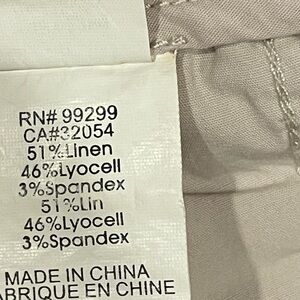 RN# 99299
CA#32054
51%Linen
46%Lyocell
3%Spandex
51%Lin
46%Lyocell
3%Spandex
MADE IN CHINA
FABRIQUE EN CHINE